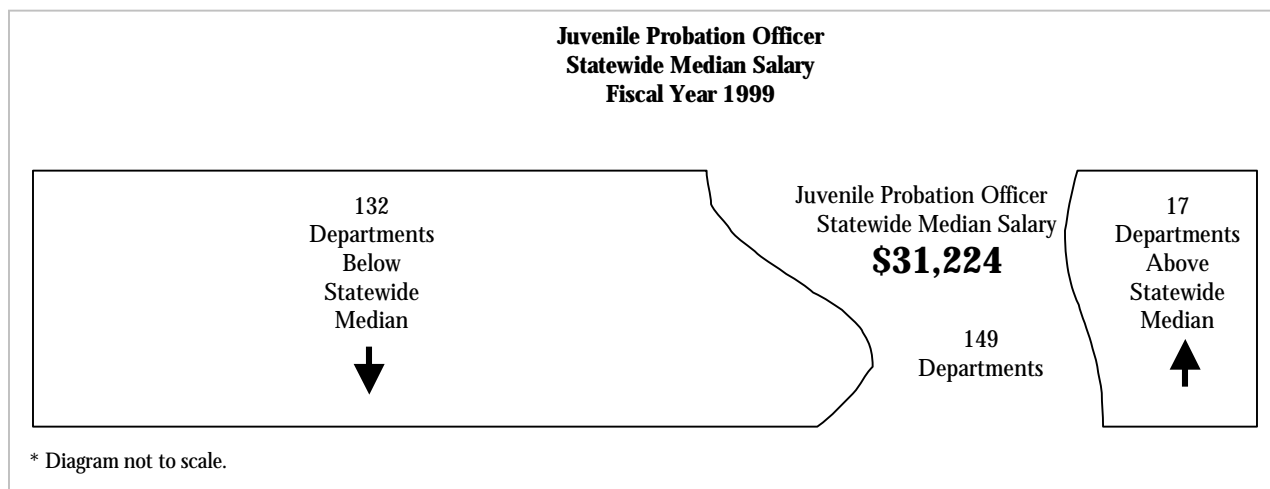 Juvenile Probation Officer
Statewide Median Salary
Fiscal Year 1999
132
Departments
Below
Statewide
Median
Juvenile Probation Officer
Statewide Median Salary
$31,224
149
Departments
17
Departments
Above
Statewide
Median
* Diagram not to scale.